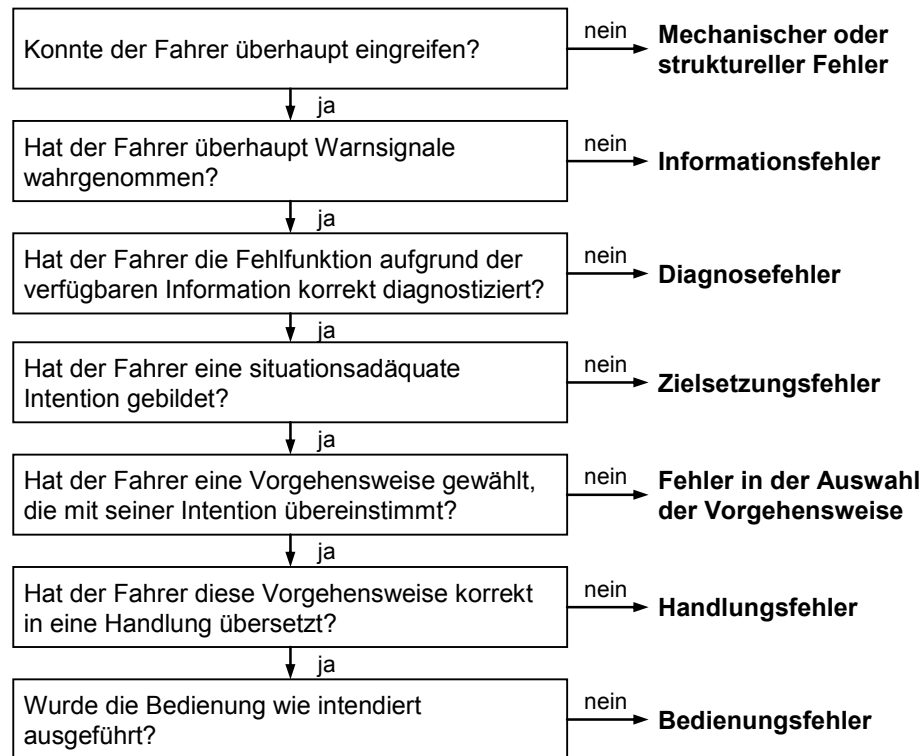 Konnte der Fahrer überhaupt eingreifen?
nein
Mechanischer oder
struktureller Fehler
ja
Hat der Fahrer überhaupt Warnsignale
wahrgenommen?
nein
Informationsfehler
ja
Hat der Fahrer die Fehlfunktion aufgrund der
verfügbaren Information korrekt diagnostiziert?
nein
Diagnosefehler
ja
Hat der Fahrer eine situationsadäquate
Intention gebildet?
nein
Zielsetzungsfehler
ja
Hat der Fahrer eine Vorgehensweise gewählt,
die mit seiner Intention übereinstimmt?
nein
Fehler in der Auswahl
der Vorgehensweise
ja
Hat der Fahrer diese Vorgehensweise korrekt
in eine Handlung übersetzt?
nein
Handlungsfehler
ja
Wurde die Bedienung wie intendiert
ausgeführt?
nein
Bedienungsfehler